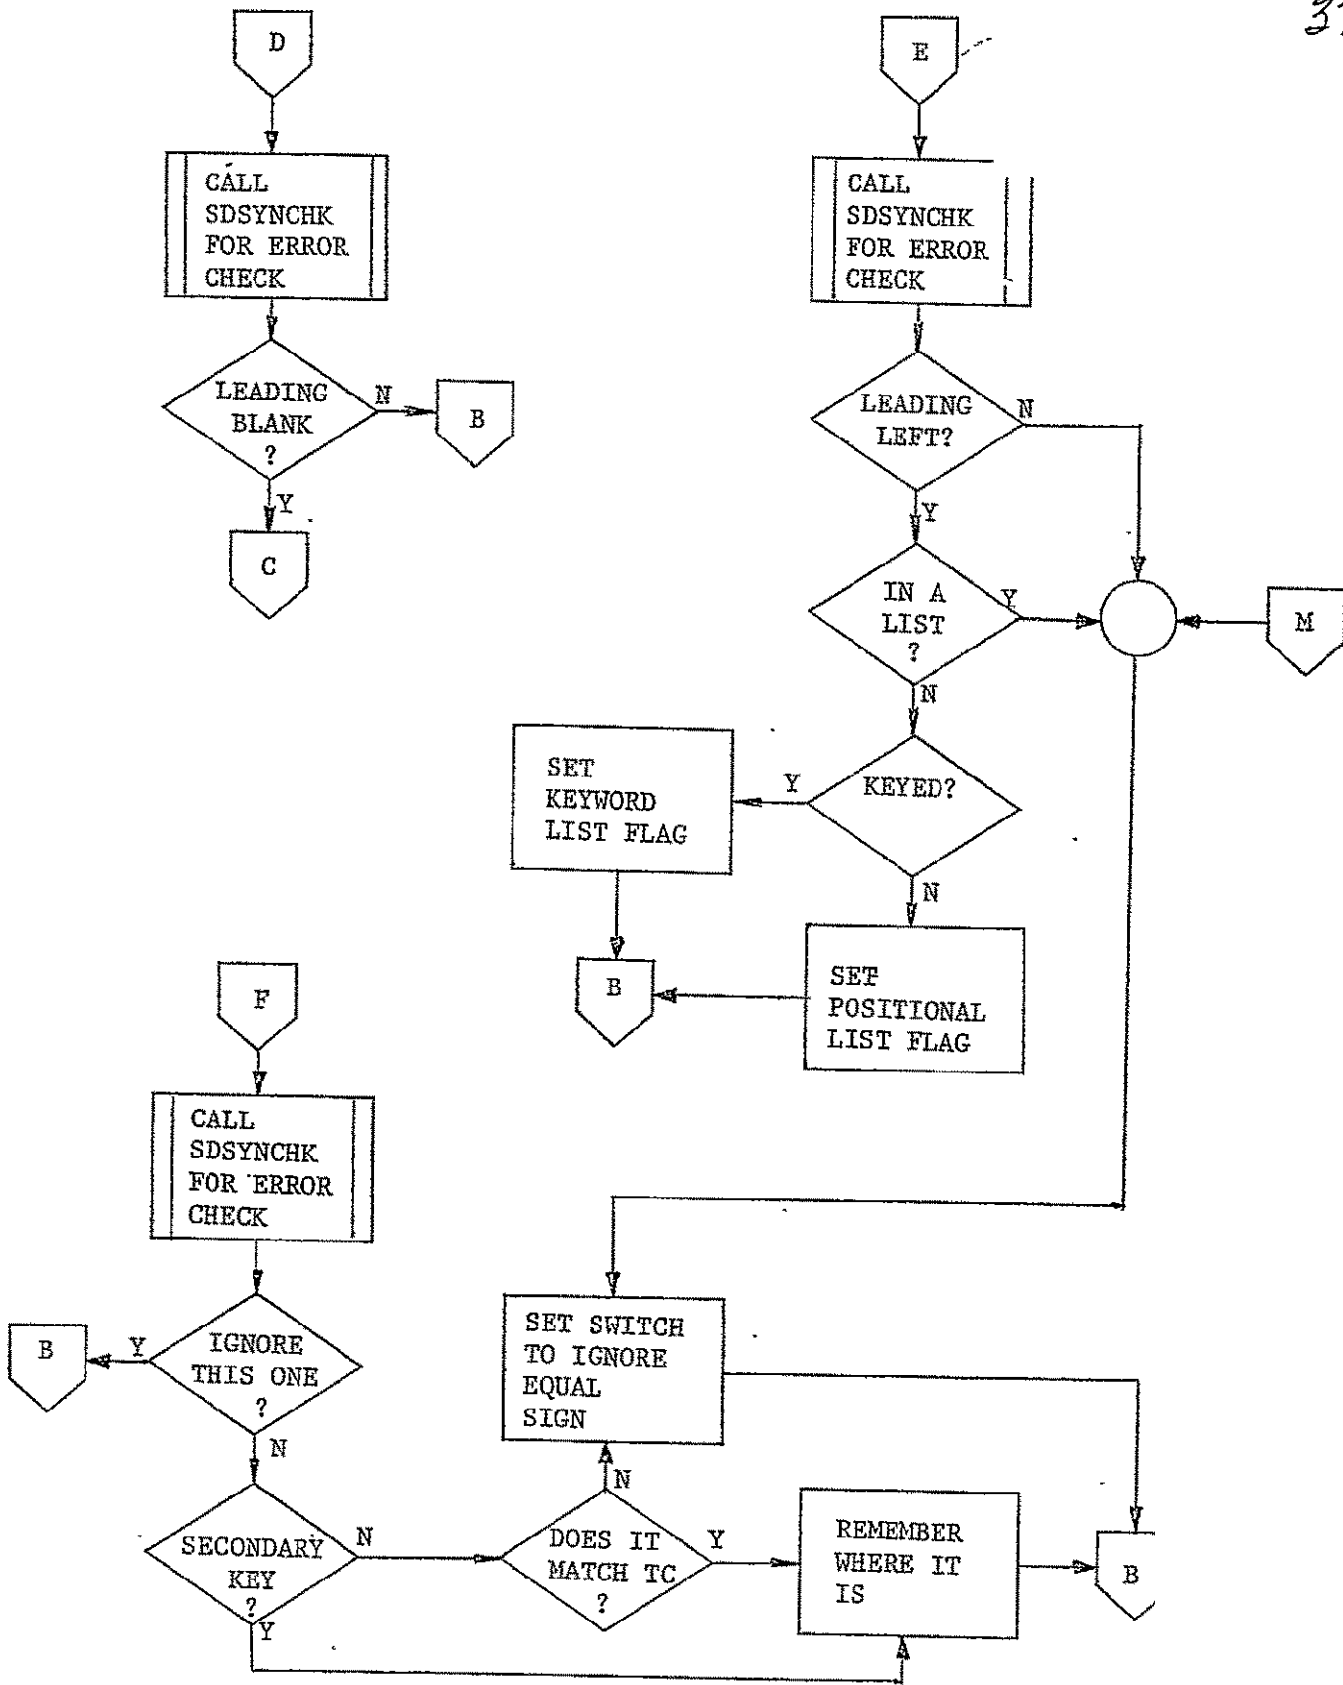 D
CALL
SDSYNCHK
FOR ERROR
CHECK
LEADING
BLANK
?
N
B
Y
C
E
CALL
SDSYNCHK
FOR ERROR
CHECK
LEADING
LEFT?
N
Y
IN A
LIST
?
Y
M
N
KEYED?
Y
SET
KEYWORD
LIST FLAG
N
B
SET
POSITIONAL
LIST FLAG
F
CALL
SDSYNCHK
FOR ERROR
CHECK
IGNORE
THIS ONE
?
Y
B
N
SECONDARY
KEY
?
N
Y
SET SWITCH
TO IGNORE
EQUAL
SIGN
N
DOES IT
MATCH TC
?
Y
REMEMBER
WHERE IT
IS
B